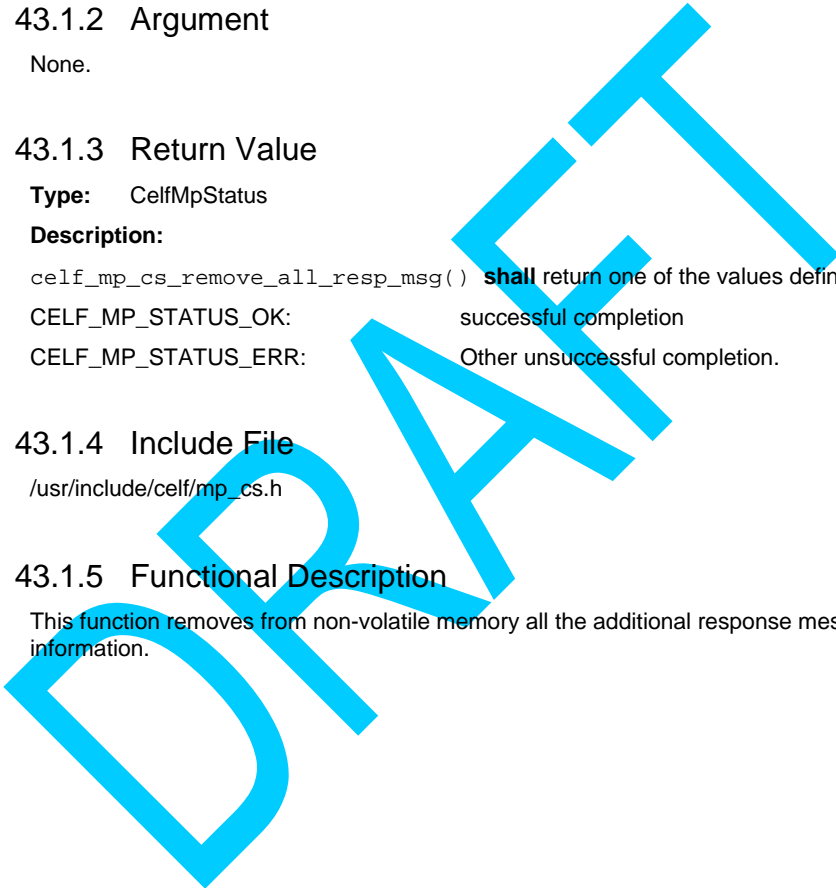 43.1.2 Argument
None.
43.1.3 Return Value
Type: CelfMpStatus
Description:
celf_mp_cs_remove_all_resp_msg() shall return one of the values
CELF_MP_STATUS_OK: successful completion
CELF_MP_STATUS_ERR: Other unsuccessful completion.
43.1.4 Include File
/usr/include/celf/mp_cs.h
43.1.5 Functional Description
This function removes from non-volatile memory all the additional response
information.
DRAFT